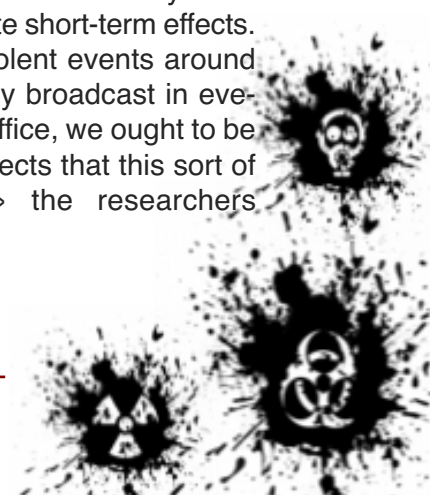 te short-term effects.
olent events around
y broadcast in eve-
ffice, we ought to be
ects that this sort of
› the researchers